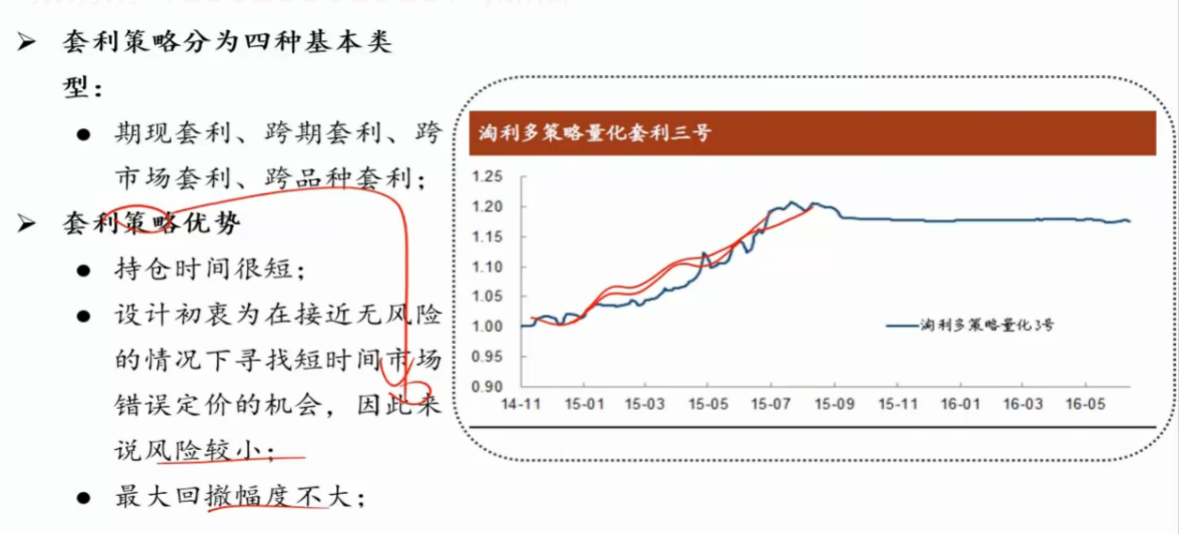 ➢ 套利策略分为四种基本类
型：
● 期现套利、跨期套利、跨
市场套利、跨品种套利；
➢ 套利策略优势
● 持仓时间很短；
● 设计初衷为在接近无风险
的情况下寻找短时间市场
错误定价的机会，因此来
说风险较小；
● 最大回撤幅度不大；
淘利多策略量化套利三号
1.25
1.20
1.15
1.10
1.05
1.00
0.95
0.90
淘利多策略量化3号
14-11 15-01 15-03 15-05 15-07 15-09 15-11 16-01 16-03 16-05